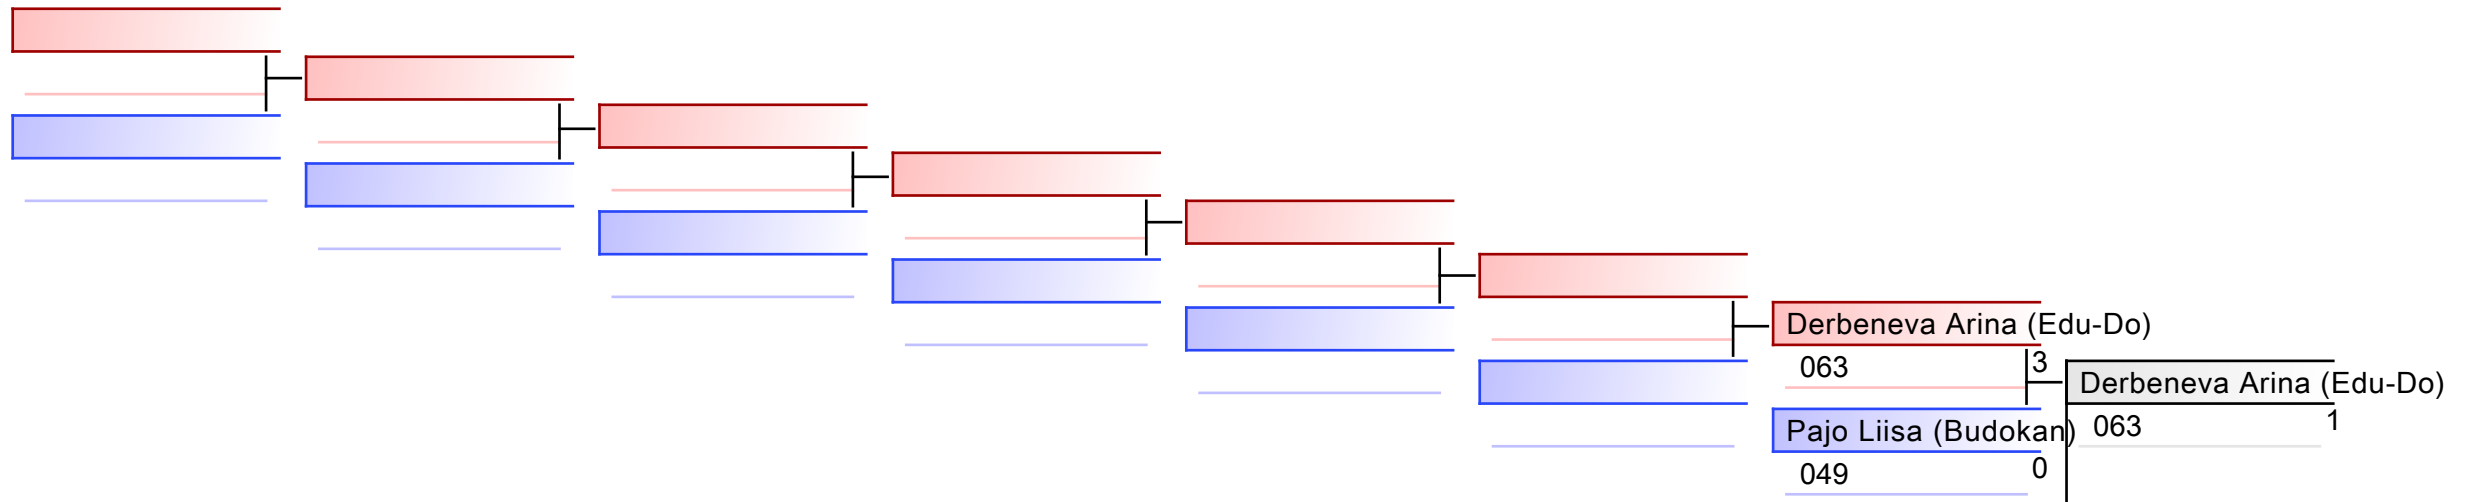 Derbeneva Arina (Edu-Do)
063 3
Derbeneva Arina (Edu-Do)
063 1
Pajo Liisa (Budokan)
049 0